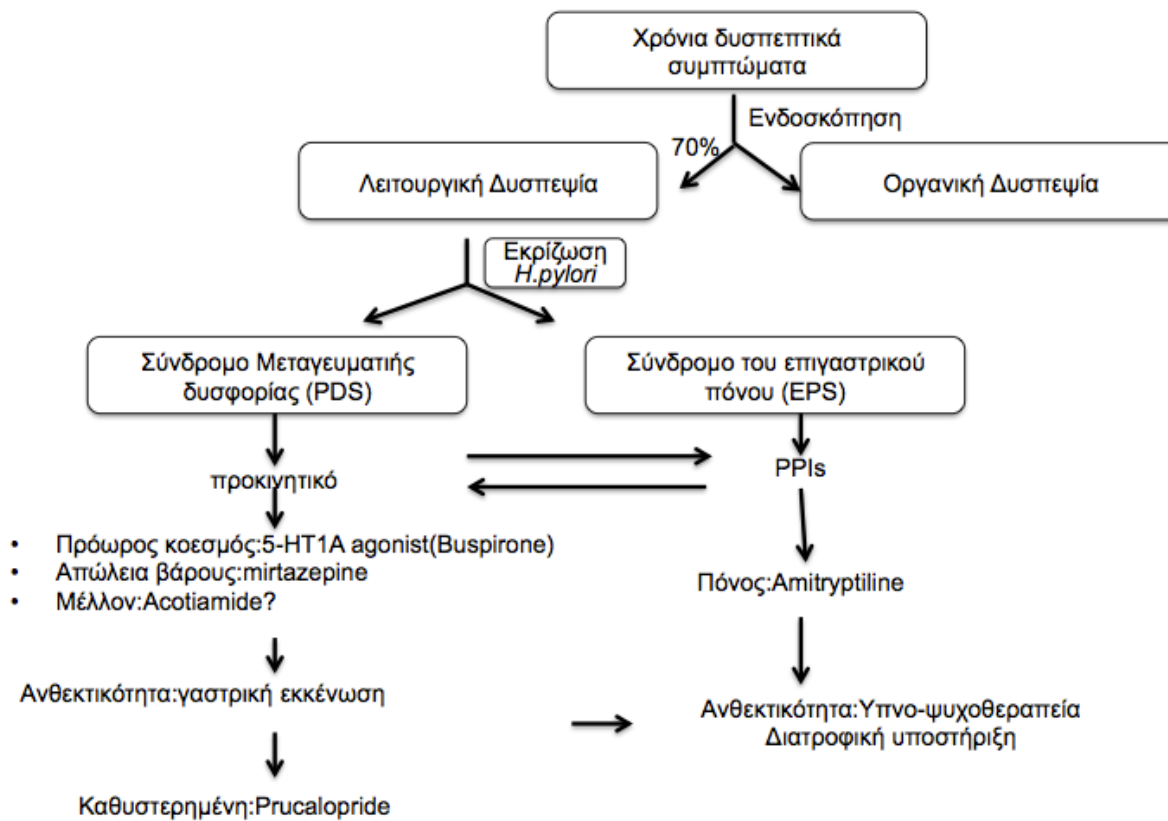 Χρόνια δυσπεπτικά
συμπτώματα
Ενδοσκόπηση
70%
Λειτουργική Δυσπεψία
Οργανική Δυσπεψία
Εκρίζωση
H.pylori
Σύνδρομο Μεταγευματιής
δυσφορίας (PDS)
Σύνδρομο του επιγαστρικού
πόνου (EPS)
προκινητικό
PPIs
• Πρόωρος κοεσμός:5-HT1A agonist(Buspirone)
• Απώλεια βάρους:mirtazepine
• Μέλλον:Acotiamide?
Πόνος:Amitryptiline
Ανθεκτικότητα:γαστρική εκκένωση
Ανθεκτικότητα:Υπνο-ψυχοθεραπεία
Διατροφική υποστήριξη
Καθυστερημένη:Prucalopride